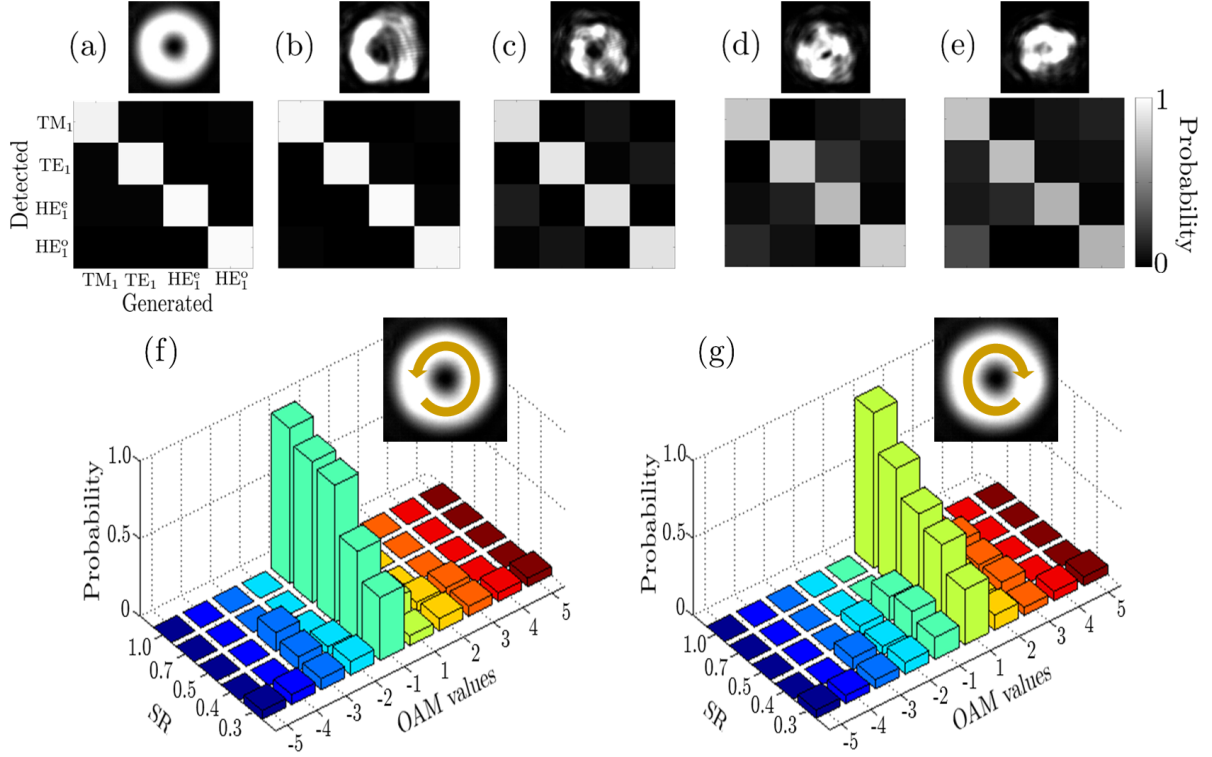 (a) (b) (c) (d) (e)
Detected
TM₁
TE₁
HE₁ᵉ
HE₁ᵒ
TM₁ TE₁ HE₁ᵉ HE₁ᵒ
Generated
1
0
Probability
(f)
Probability
1.0
0.5
0
1.0
0.7
0.5
0.4
0.3
SR
-5 -4 -3 -2 -1 1 2 3 4 5
OAM values
(g)
Probability
1.0
0.5
0
1.0
0.7
0.5
0.4
0.3
SR
-5 -4 -3 -2 -1 1 2 3 4 5
OAM values